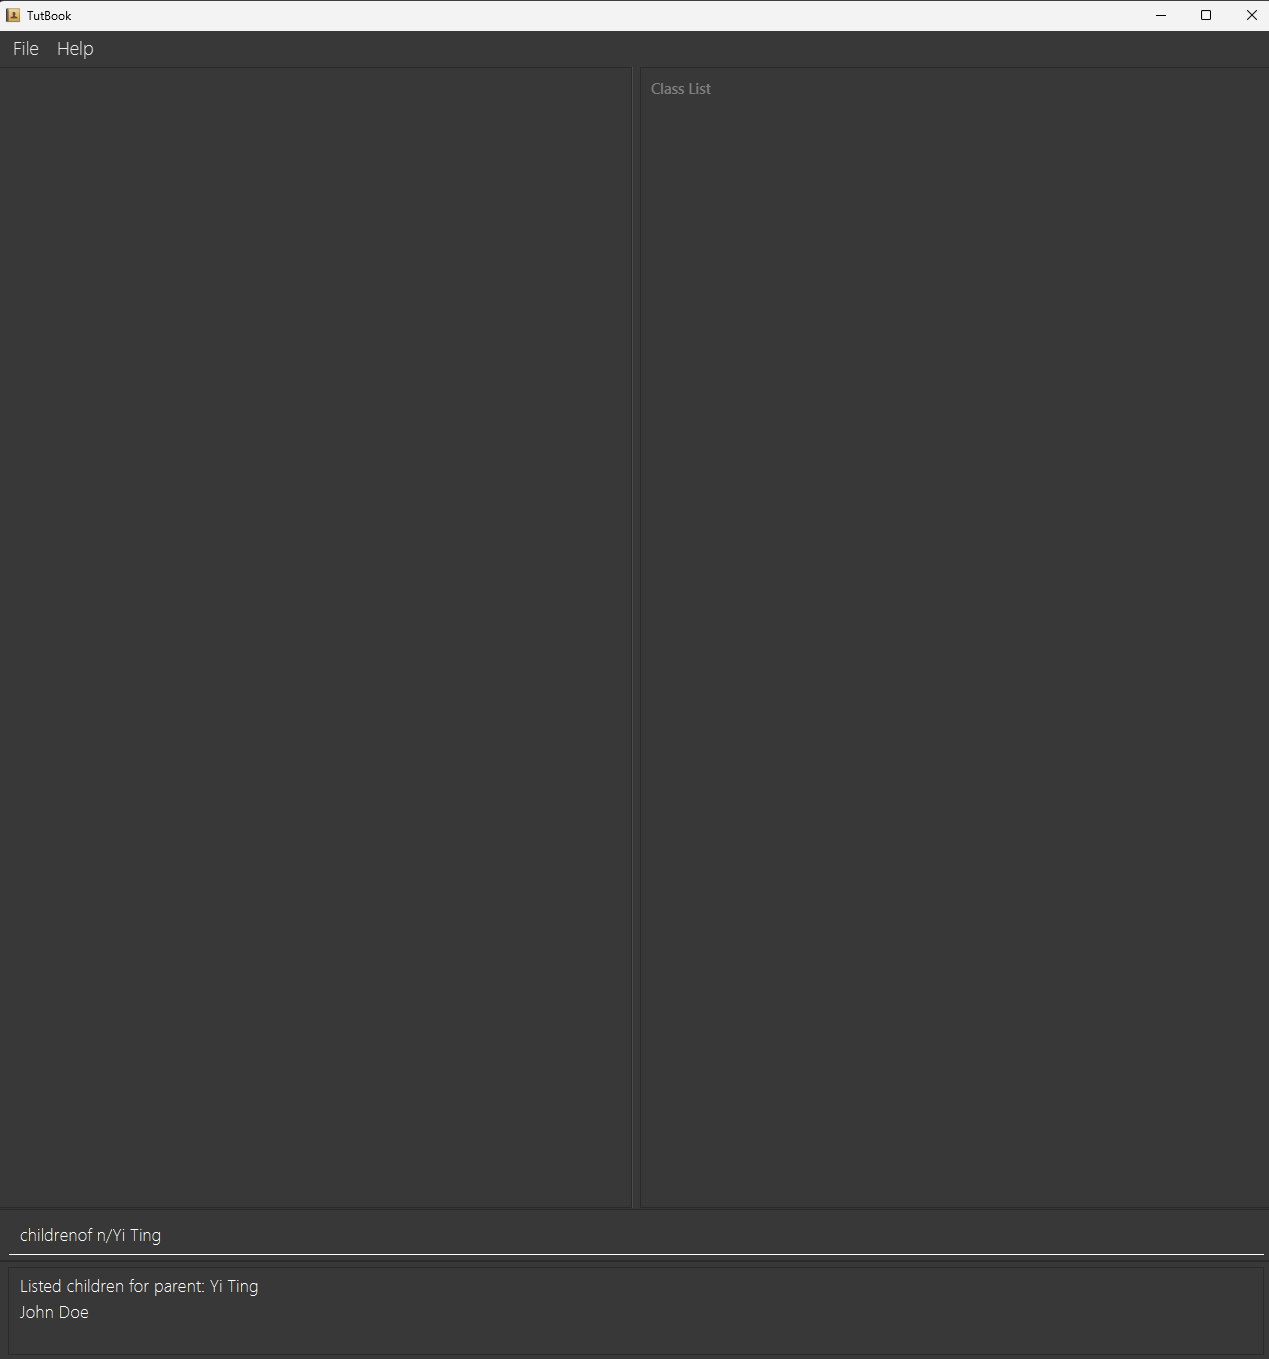 TutBook
File Help
Class List
childrenof n/Yi Ting
Listed children for parent: Yi Ting
John Doe